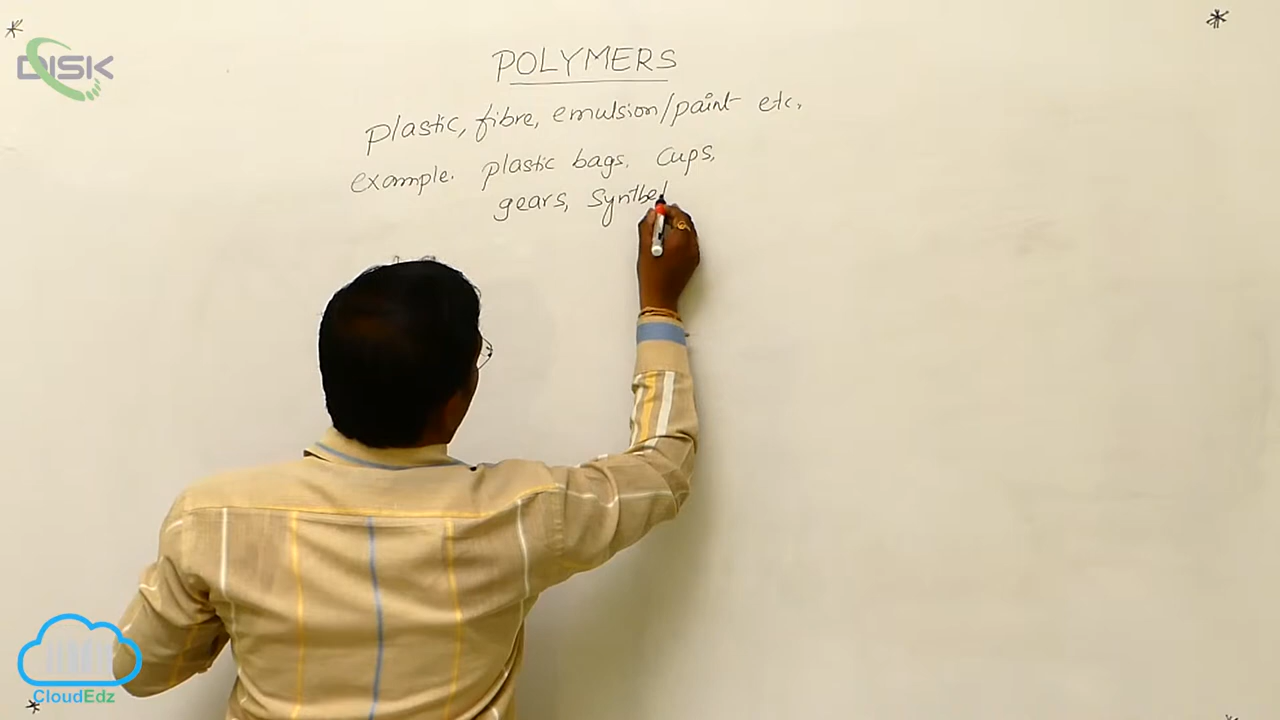 DISK
POLYMERS
plastic, fibre, emulsion/paint etc,
example. plastic bags, cups,
gears, Synthe
CloudEdz